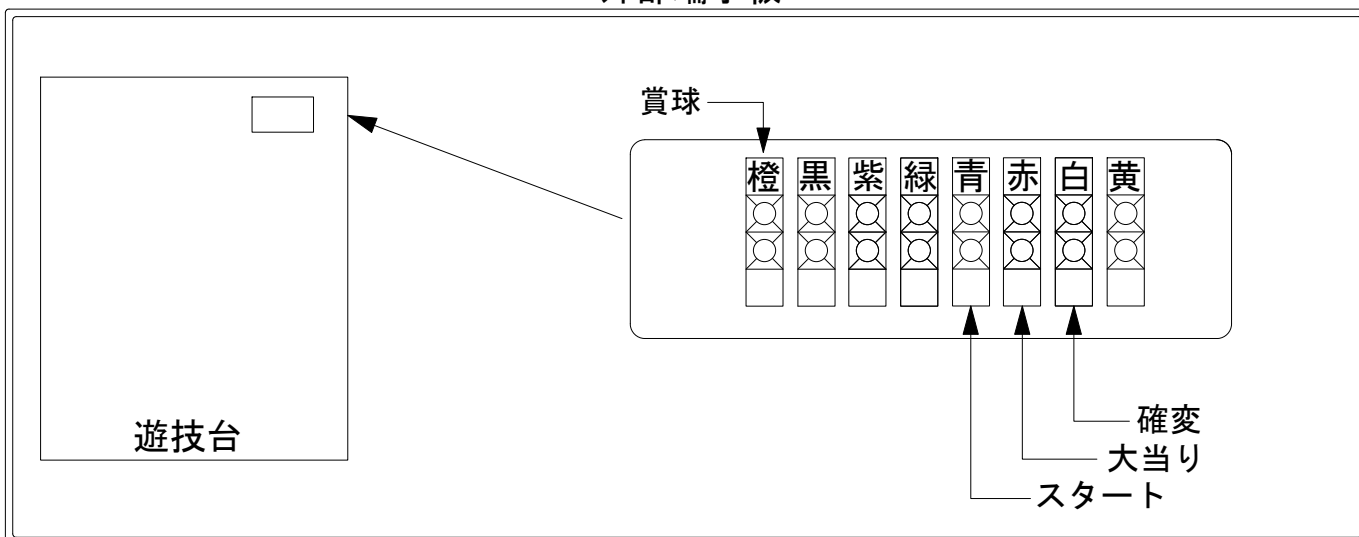 賞球
橙 黒 紫 緑 青 赤 白 黄
遊技台
確変
大当り
スタート